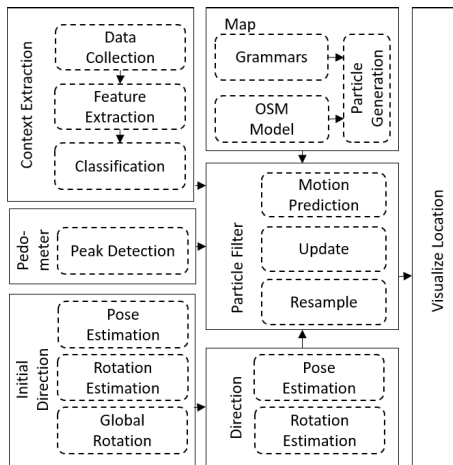 Context Extraction
Data
Collection
Feature
Extraction
Classification
Map
Grammars
OSM
Model
Particle
Generation
Pedo-
meter
Peak Detection
Particle Filter
Motion
Prediction
Update
Resample
Initial
Direction
Pose
Estimation
Rotation
Estimation
Global
Rotation
Direction
Pose
Estimation
Rotation
Estimation
Visualize Location